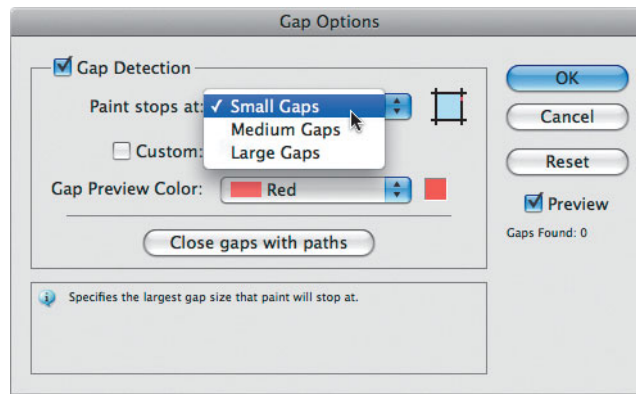 Gap Options
Gap Detection
Paint stops at: ✓ Small Gaps
Medium Gaps
Large Gaps
Custom:
Gap Preview Color: Red
Close gaps with paths
OK
Cancel
Reset
Preview
Gaps Found: 0
Specifies the largest gap size that paint will stop at.